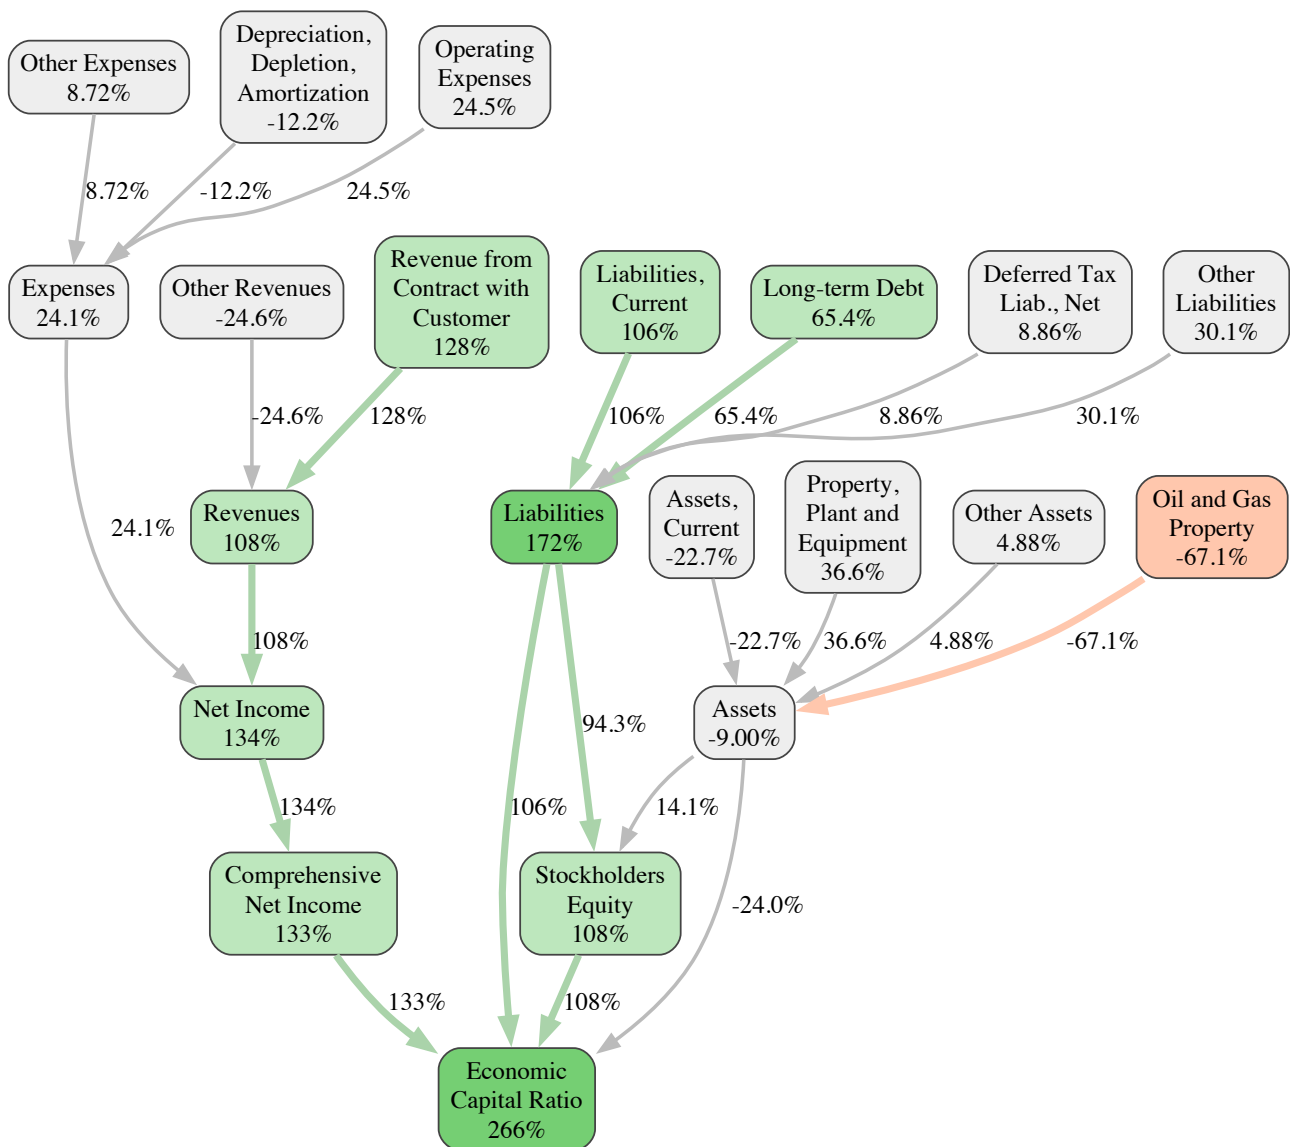 Other Expenses
8.72%
Depreciation,
Depletion,
Amortization
-12.2%
Operating
Expenses
24.5%
8.72%
-12.2%
24.5%
Expenses
24.1%
Other Revenues
-24.6%
Revenue from
Contract with
Customer
128%
Liabilities,
Current
106%
Long-term Debt
65.4%
Deferred Tax
Liab., Net
8.86%
Other
Liabilities
30.1%
-24.6%
128%
106%
65.4%
8.86%
30.1%
24.1%
Revenues
108%
Liabilities
172%
Assets,
Current
-22.7%
Property,
Plant and
Equipment
36.6%
Other Assets
4.88%
Oil and Gas
Property
-67.1%
108%
-22.7%
36.6%
4.88%
-67.1%
Net Income
134%
94.3%
Assets
-9.00%
134%
106%
14.1%
Comprehensive
Net Income
133%
Stockholders
Equity
108%
-24.0%
133%
108%
Economic
Capital Ratio
266%